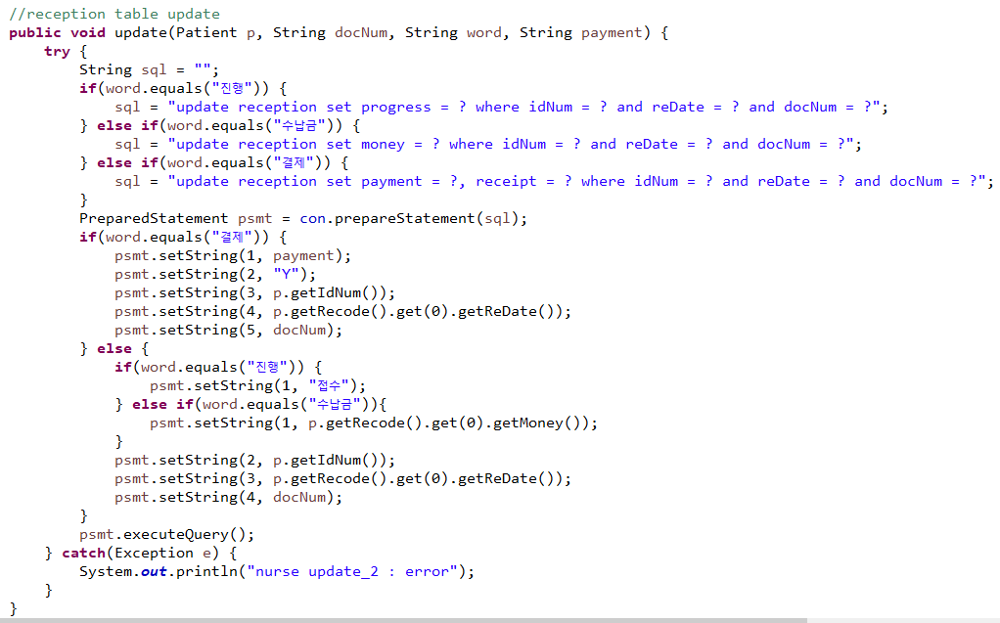 //reception table update
public void update(Patient p, String docNum, String word, String payment) {
    try {
        String sql = "";
        if(word.equals("진행")) {
            sql = "update reception set progress = ? where idNum = ? and reDate = ? and docNum = ?";
        } else if(word.equals("수납금")) {
            sql = "update reception set money = ? where idNum = ? and reDate = ? and docNum = ?";
        } else if(word.equals("결제")) {
            sql = "update reception set payment = ?, receipt = ? where idNum = ? and reDate = ? and docNum = ?";
        }
        PreparedStatement psmt = con.prepareStatement(sql);
        if(word.equals("결제")) {
            psmt.setString(1, payment);
            psmt.setString(2, "Y");
            psmt.setString(3, p.getIdNum());
            psmt.setString(4, p.getRecode().get(0).getReDate());
            psmt.setString(5, docNum);
        } else {
            if(word.equals("진행")) {
                psmt.setString(1, "접수");
            } else if(word.equals("수납금")){
                psmt.setString(1, p.getRecode().get(0).getMoney());
            }
            psmt.setString(2, p.getIdNum());
            psmt.setString(3, p.getRecode().get(0).getReDate());
            psmt.setString(4, docNum);
        }
        psmt.executeQuery();
    } catch(Exception e) {
        System.out.println("nurse update_2 : error");
    }
}